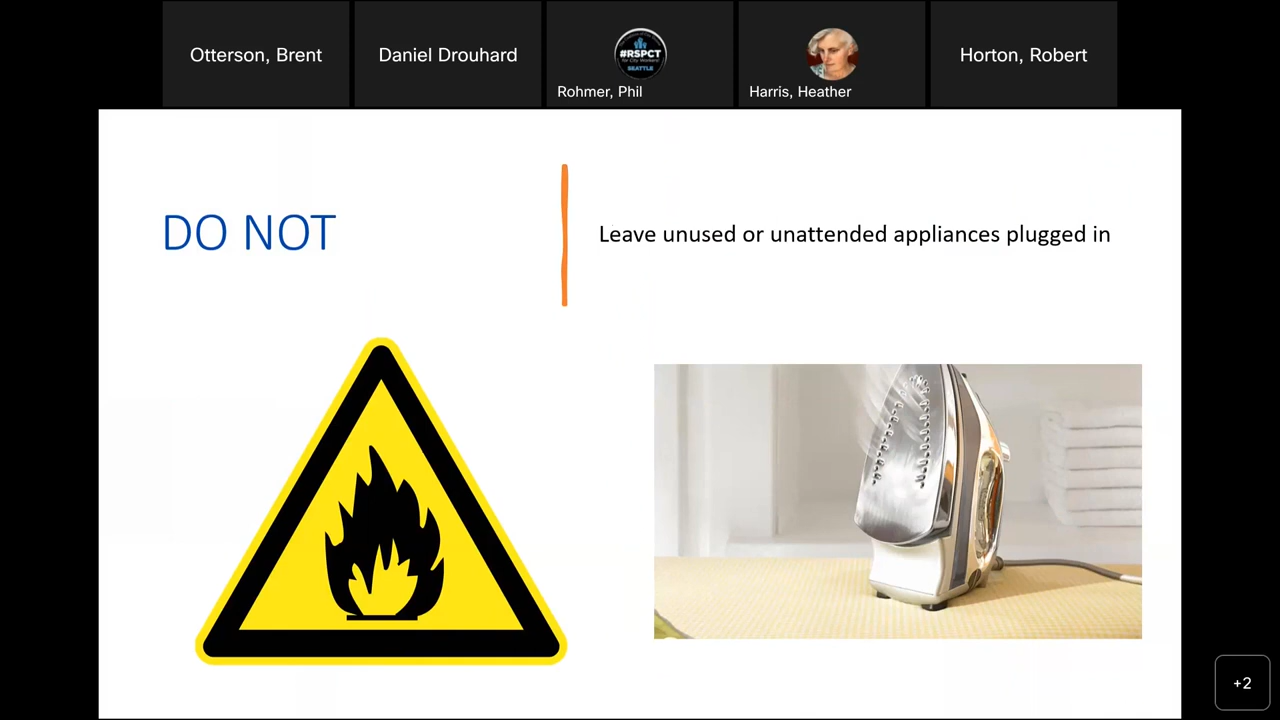 Otterson, Brent
Daniel Drouhard
#RSPCT
SEATTLE
Rohmer, Phil
Harris, Heather
Horton, Robert
DO NOT
Leave unused or unattended appliances plugged in
+2